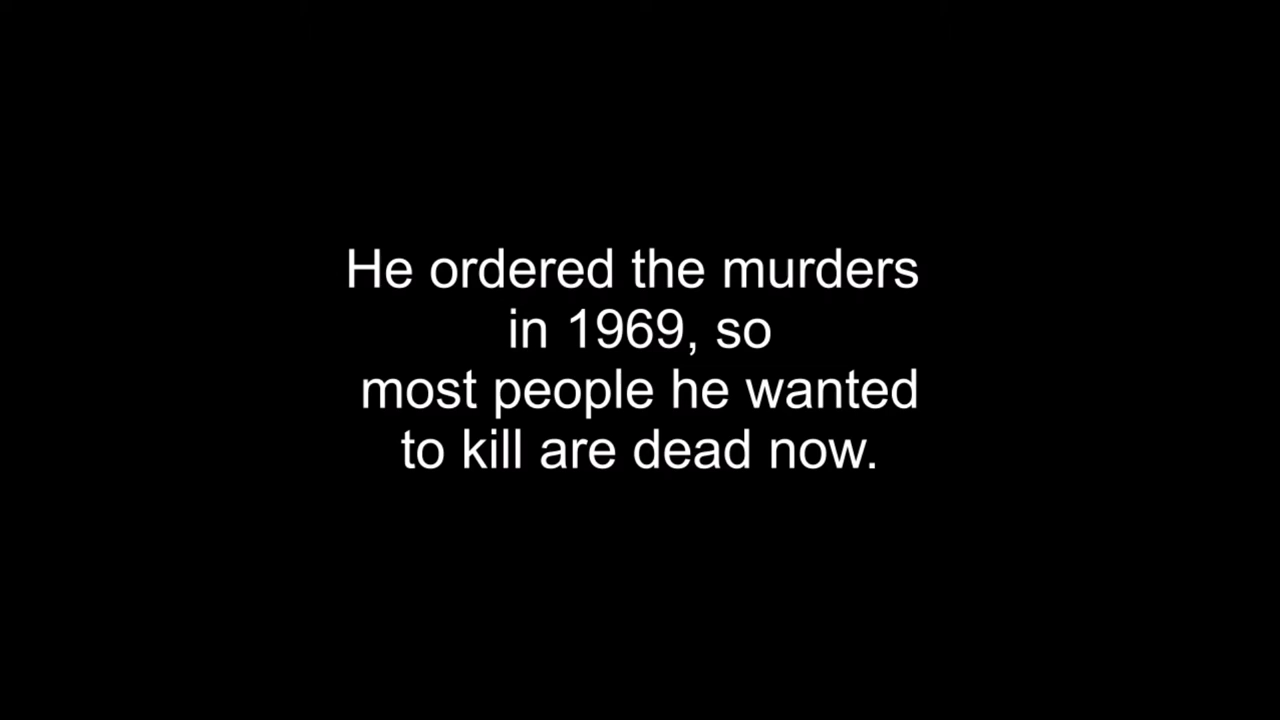 He ordered the murders
in 1969, so
most people he wanted
to kill are dead now.